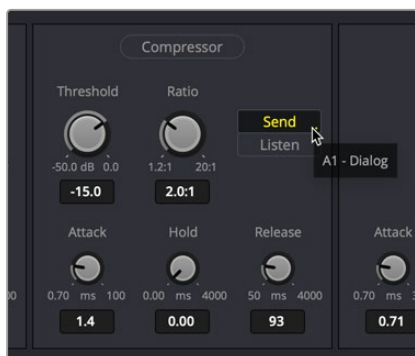 Compressor
Threshold
Ratio
Send
Listen
A1 - Dialog
-50.0 dB 0.0
1.2:1 20:1
-15.0
2.0:1
Attack
Hold
Release
Attack
0.70 ms 100
0.00 ms 4000
50 ms 4000
0.70 ms
1.4
0.00
93
0.71